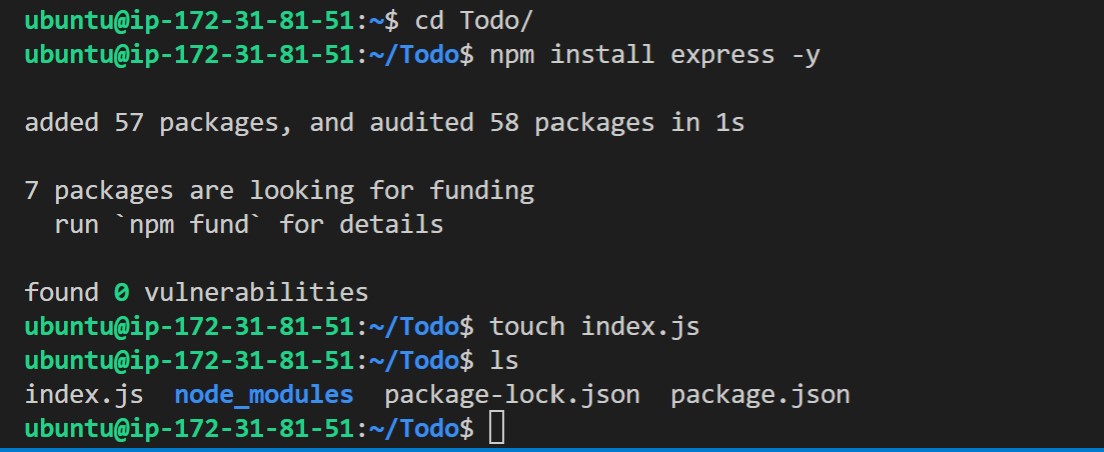 ubuntu@ip-172-31-81-51:~$ cd Todo/
ubuntu@ip-172-31-81-51:~/Todo$ npm install express -y
added 57 packages, and audited 58 packages in 1s
7 packages are looking for funding
  run `npm fund` for details
found 0 vulnerabilities
ubuntu@ip-172-31-81-51:~/Todo$ touch index.js
ubuntu@ip-172-31-81-51:~/Todo$ ls
index.js  node_modules  package-lock.json  package.json
ubuntu@ip-172-31-81-51:~/Todo$